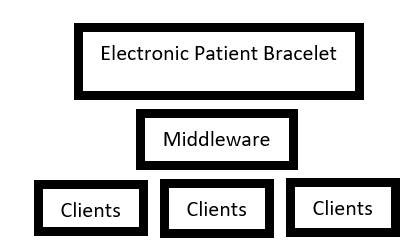 Electronic Patient Bracelet
Middleware
Clients
Clients
Clients